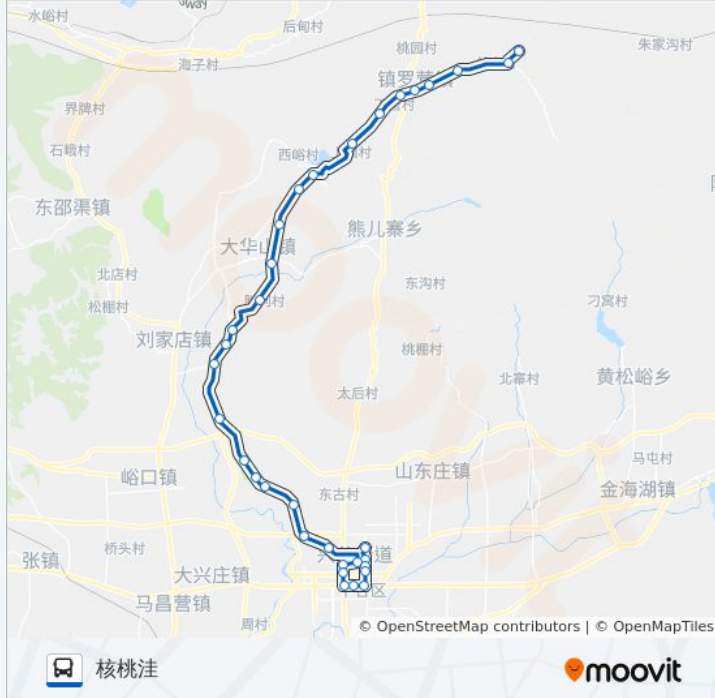 水峪村
way
后甸村
桃园村
朱家沟村
海子村
镇罗营镇
界牌村
石峨村
西峪村
东邵渠镇
熊儿寨乡
大华山镇
北店村
东沟村
松棚村
刁窝村
刘家店镇
桃棚村
北寨村
黄松峪乡
太后村
马屯村
峪口镇
山东庄镇
东古村
金海湖镇
桥头村
张镇
大兴庄镇
马昌营镇
周村
© OpenStreetMap contributors | © OpenMapTiles
核桃洼
moovit